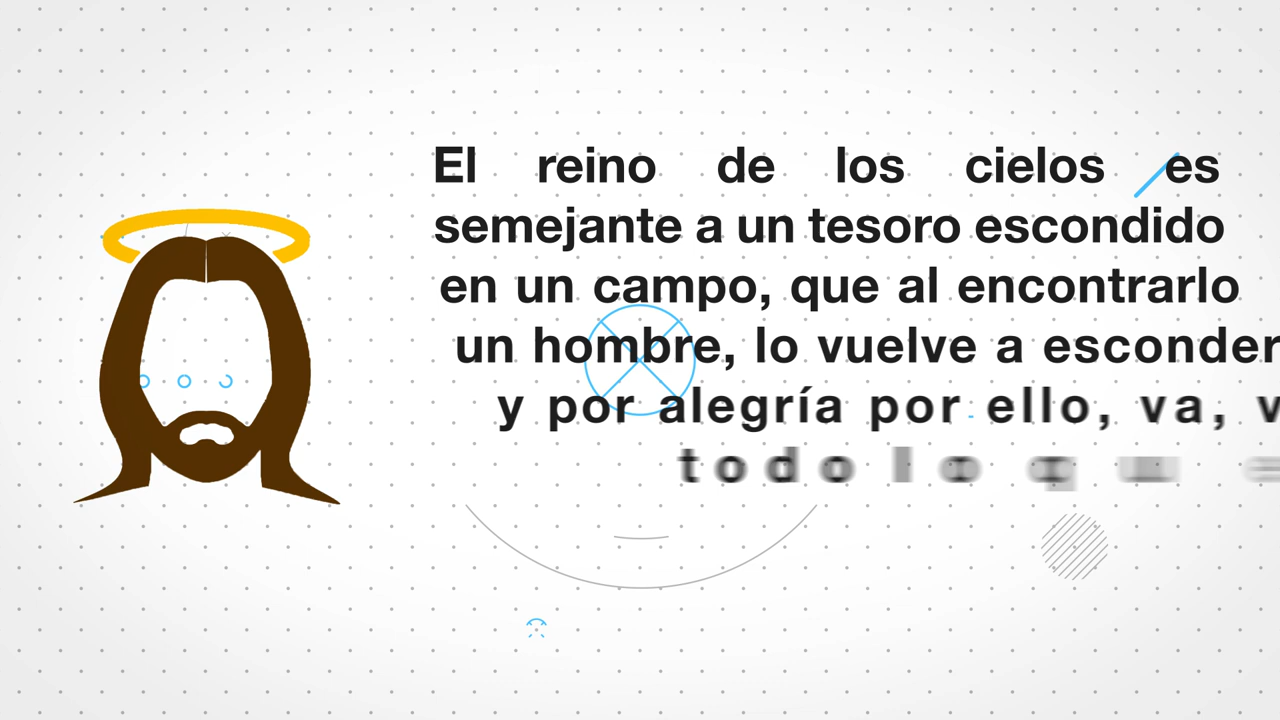 El reino de los cielos es
semejante a un tesoro escondido
en un campo, que al encontrarlo
un hombre, lo vuelve a esconder
y por alegría por ello, va, v
todo lo